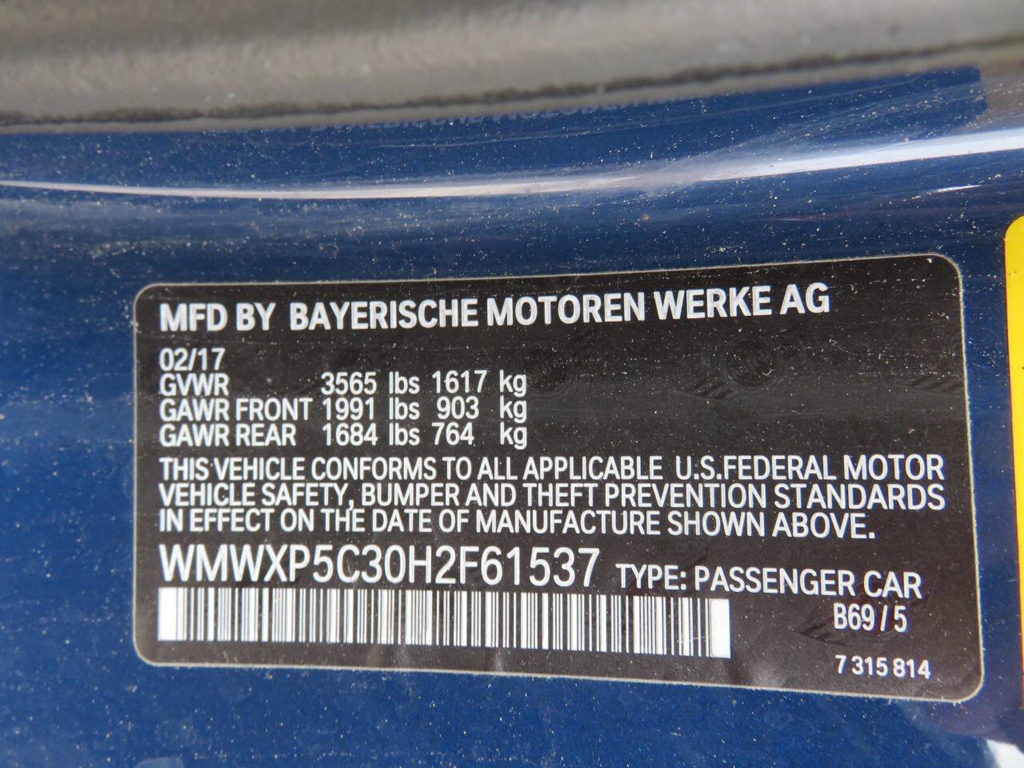 MFD BY BAYERISCHE MOTOREN WERKE AG
02/17
GVWR 3565 lbs 1617 kg
GAWR FRONT 1991 lbs 903 kg
GAWR REAR 1684 lbs 764 kg
THIS VEHICLE CONFORMS TO ALL APPLICABLE U.S.FEDERAL MOTOR
VEHICLE SAFETY, BUMPER AND THEFT PREVENTION STANDARDS
IN EFFECT ON THE DATE OF MANUFACTURE SHOWN ABOVE.
WMWXP5C30H2F61537 TYPE: PASSENGER CAR
B69/5
7 315 814